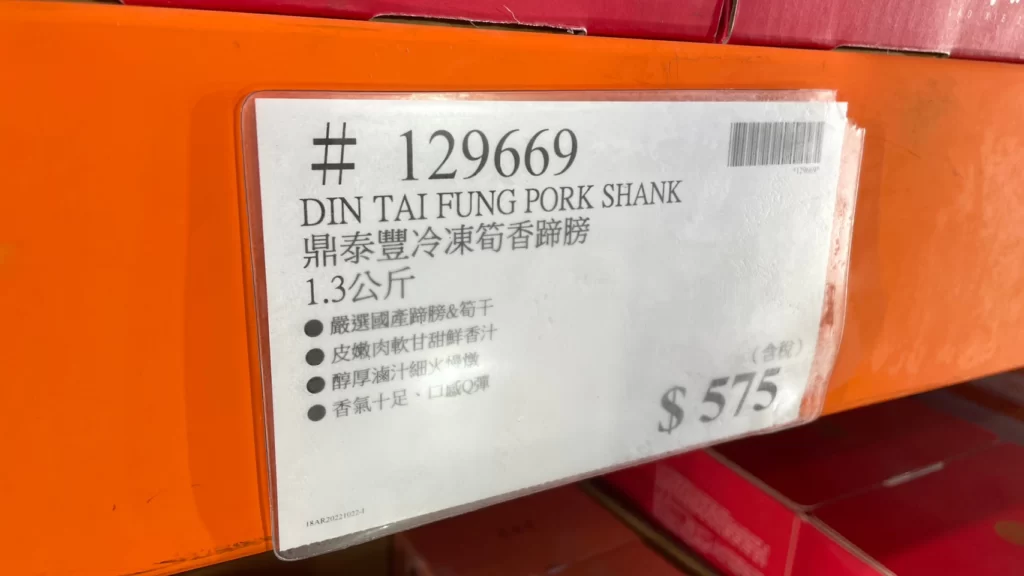 # 129669
*129669*
DIN TAI FUNG PORK SHANK
鼎泰豐冷凍筍香蹄膀
1.3公斤
● 嚴選國產蹄膀&筍干
● 皮嫩肉軟甘甜鮮香汁
● 醇厚滷汁細火慢燉
● 香氣十足、口感Q彈
(含稅)
$ 575